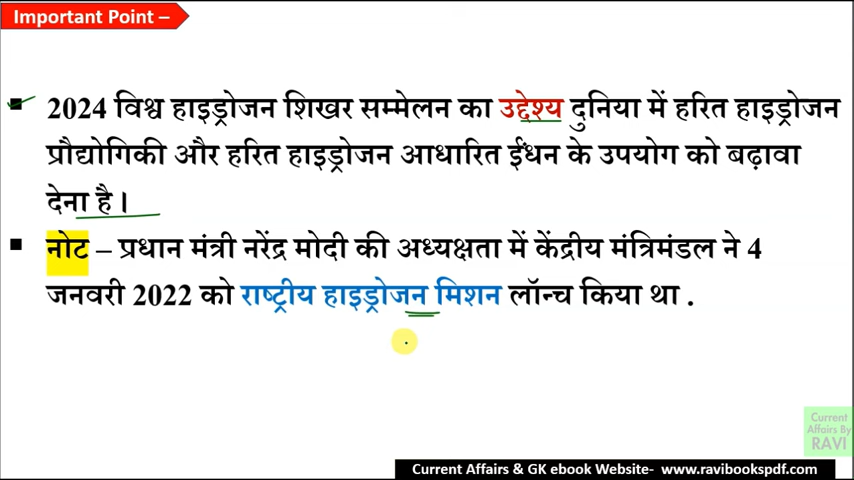 Important Point –
2024 विश्व हाइड्रोजन शिखर सम्मेलन का उद्देश्य दुनिया में हरित हाइड्रोजन
प्रौद्योगिकी और हरित हाइड्रोजन आधारित ईंधन के उपयोग को बढ़ावा
देना है।
नोट – प्रधान मंत्री नरेंद्र मोदी की अध्यक्षता में केंद्रीय मंत्रिमंडल ने 4
जनवरी 2022 को राष्ट्रीय हाइड्रोजन मिशन लॉन्च किया था .
Current
Affairs By
RAVI
Current Affairs & GK ebook Website- www.ravibookspdf.com